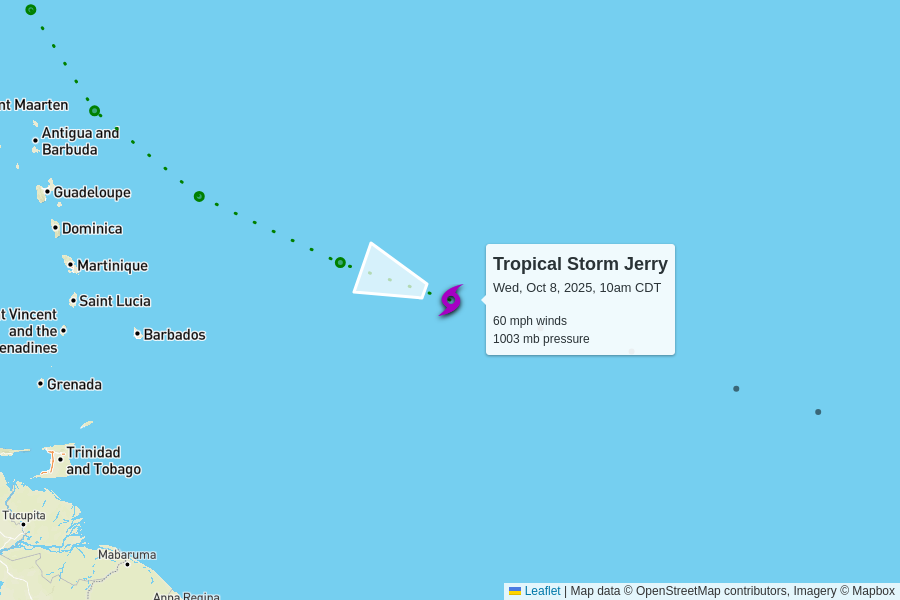 nt Maarten
Antigua and
Barbuda
Guadeloupe
Dominica
Martinique
Saint Lucia
t Vincent
and the
enadines
Barbados
Grenada
Trinidad
and Tobago
Tucupita
Mabaruma
Anna Regina
Tropical Storm Jerry
Wed, Oct 8, 2025, 10am CDT
60 mph winds
1003 mb pressure
Leaflet | Map data © OpenStreetMap contributors, Imagery © Mapbox